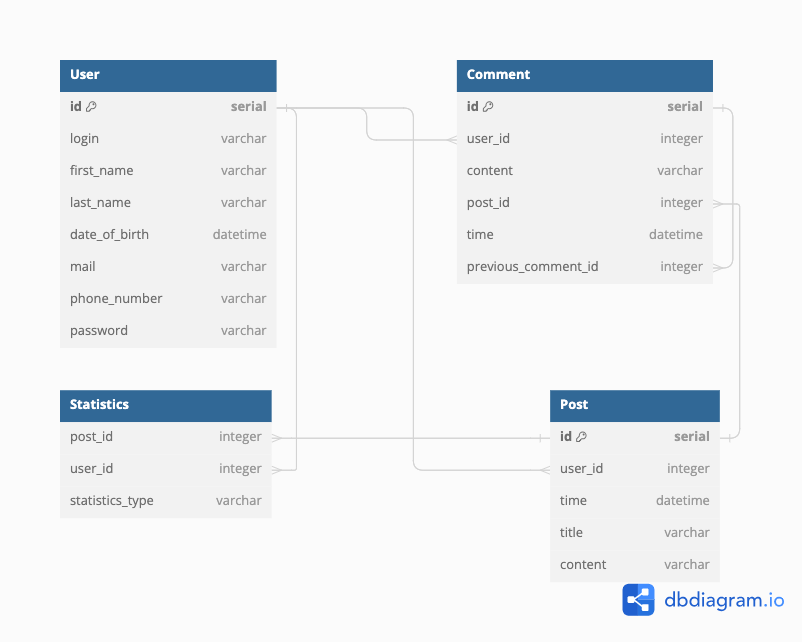 User
id serial
login varchar
first_name varchar
last_name varchar
date_of_birth datetime
mail varchar
phone_number varchar
password varchar
Comment
id serial
user_id integer
content varchar
post_id integer
time datetime
previous_comment_id integer
Statistics
post_id integer
user_id integer
statistics_type varchar
Post
id serial
user_id integer
time datetime
title varchar
content varchar
dbdiagram.io